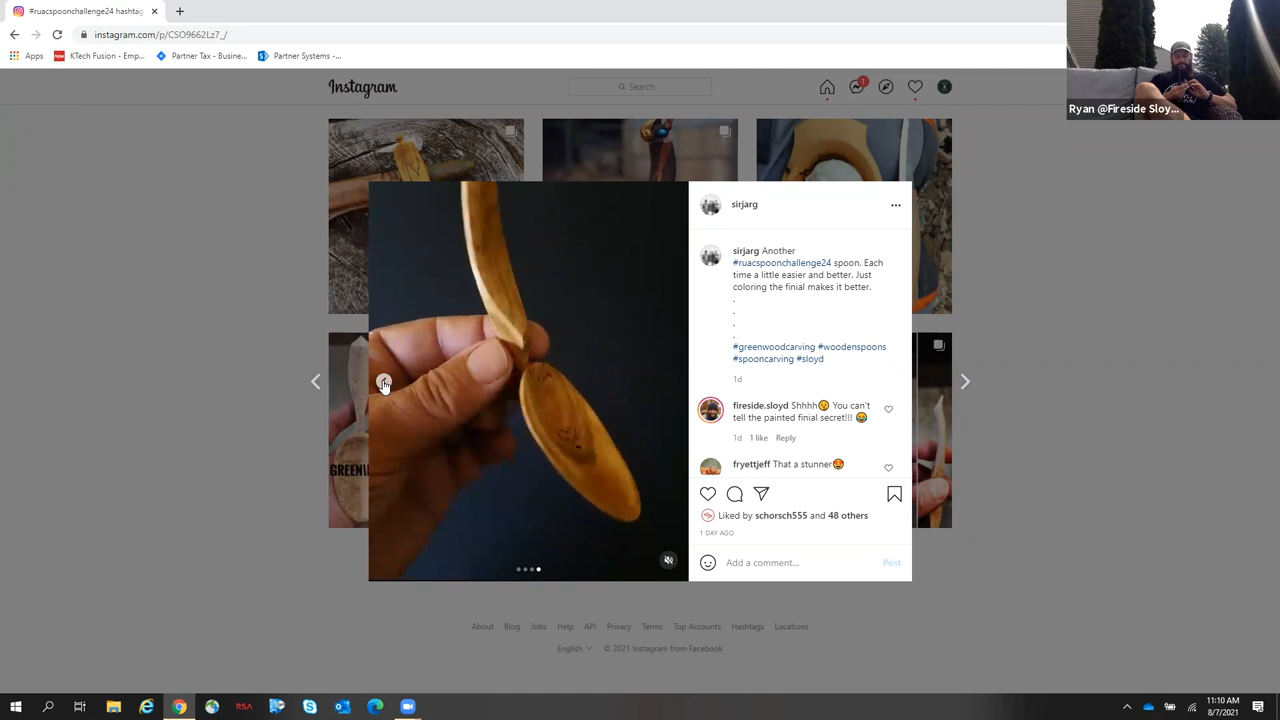 #ruacspoonchallenge24 hashtag
instagram.com/p/CSO9662Lz7_/
Apps
KTech Fusion - Emp...
Partner Tax - Busine...
Partner Systems -...
Instagram
Search
1
Ryan @Fireside Sloy...
sirjarg
sirjarg Another
#ruacspoonchallenge24 spoon. Each
time a little easier and better. Just
coloring the finial makes it better.
.
.
.
.
#greenwoodcarving #woodenspoons
#spooncarving #sloyd
1d
fireside.sloyd Shhhh🤫 You can't
tell the painted finial secret!!! 😂
1d 1 like Reply
fryettjeff That a stunner😍
Liked by schorsch555 and 48 others
1 DAY AGO
Add a comment...
Post
About Blog Jobs Help API Privacy Terms Top Accounts Hashtags Locations
English © 2021 Instagram from Facebook
RSA
11:10 AM
8/7/2021